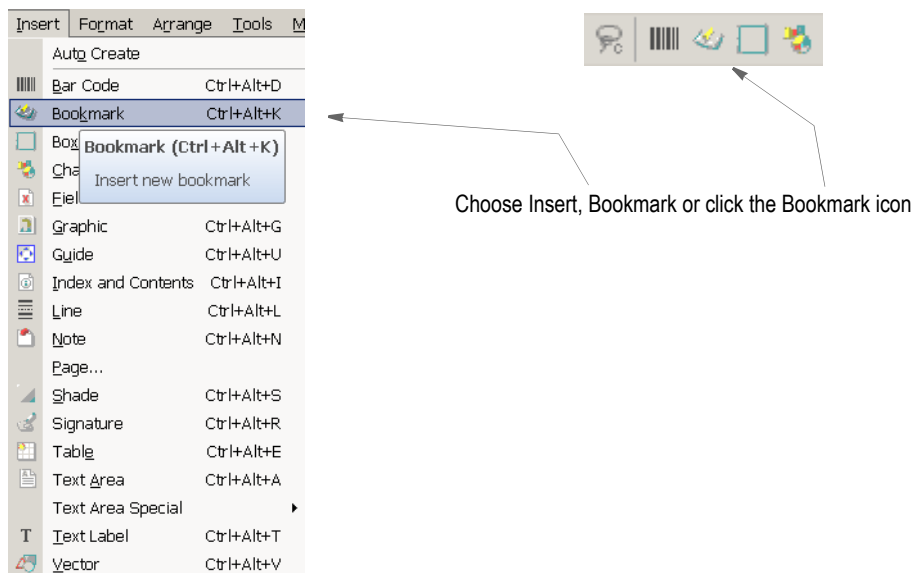 Insert Format Arrange Tools M
Auto Create
Bar Code Ctrl+Alt+D
Bookmark Ctrl+Alt+K
Box
Bookmark (Ctrl+Alt+K)
Cha
Insert new bookmark
Fiel
Graphic Ctrl+Alt+G
Guide Ctrl+Alt+U
Index and Contents Ctrl+Alt+I
Line Ctrl+Alt+L
Note Ctrl+Alt+N
Page...
Shade Ctrl+Alt+S
Signature Ctrl+Alt+R
Table Ctrl+Alt+E
Text Area Ctrl+Alt+A
Text Area Special
T Text Label Ctrl+Alt+T
Vector Ctrl+Alt+V
Choose Insert, Bookmark or click the Bookmark icon